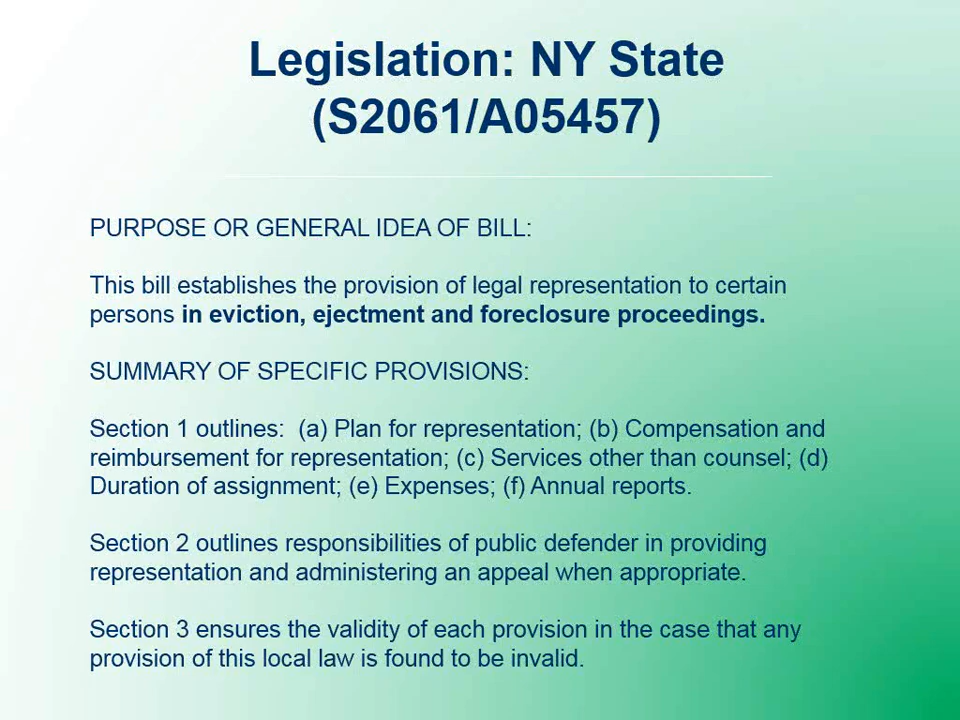 Legislation: NY State
(S2061/A05457)
PURPOSE OR GENERAL IDEA OF BILL:
This bill establishes the provision of legal representation to certain
persons in eviction, ejectment and foreclosure proceedings.
SUMMARY OF SPECIFIC PROVISIONS:
Section 1 outlines:  (a) Plan for representation; (b) Compensation and
reimbursement for representation; (c) Services other than counsel; (d)
Duration of assignment; (e) Expenses; (f) Annual reports.
Section 2 outlines responsibilities of public defender in providing
representation and administering an appeal when appropriate.
Section 3 ensures the validity of each provision in the case that any
provision of this local law is found to be invalid.